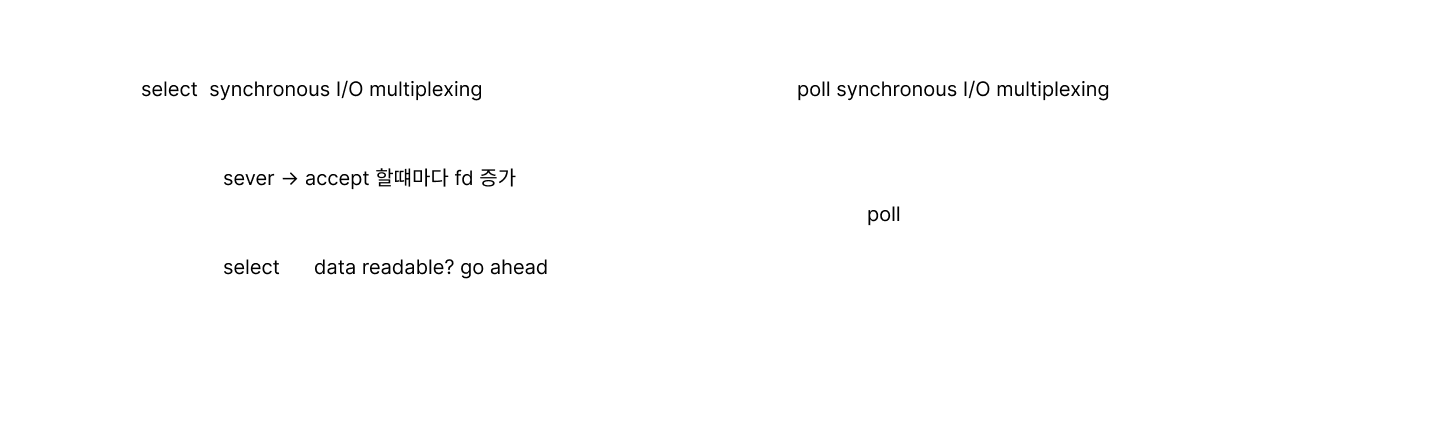 select  synchronous I/O multiplexing
sever → accept 할떄마다 fd 증가
select      data readable? go ahead
poll synchronous I/O multiplexing
poll